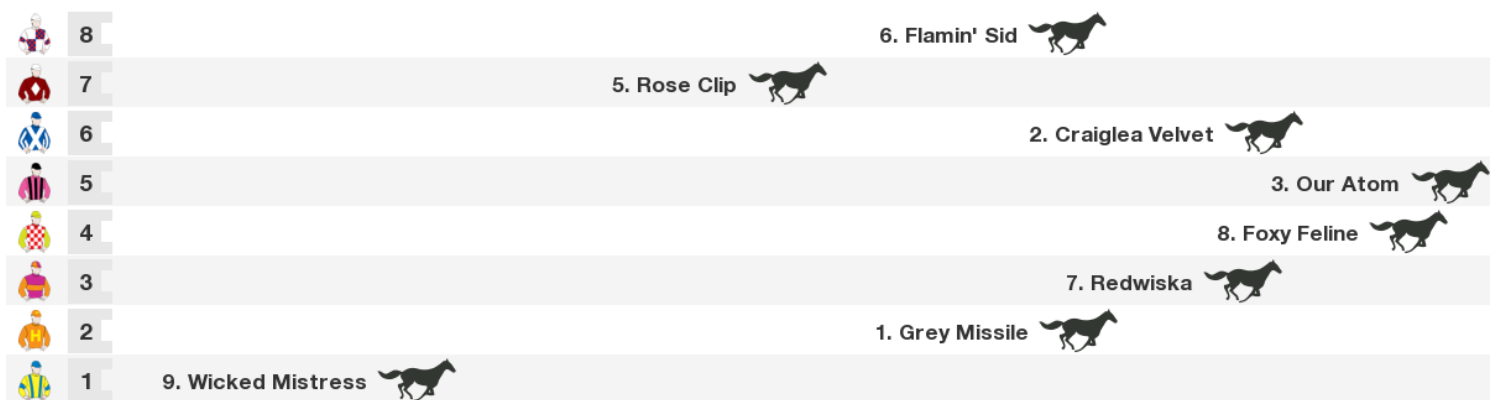 8 6. Flamin' Sid
7 5. Rose Clip
6 2. Craiglea Velvet
5 3. Our Atom
4 8. Foxy Feline
3 7. Redwiska
H 2 1. Grey Missile
1 9. Wicked Mistress